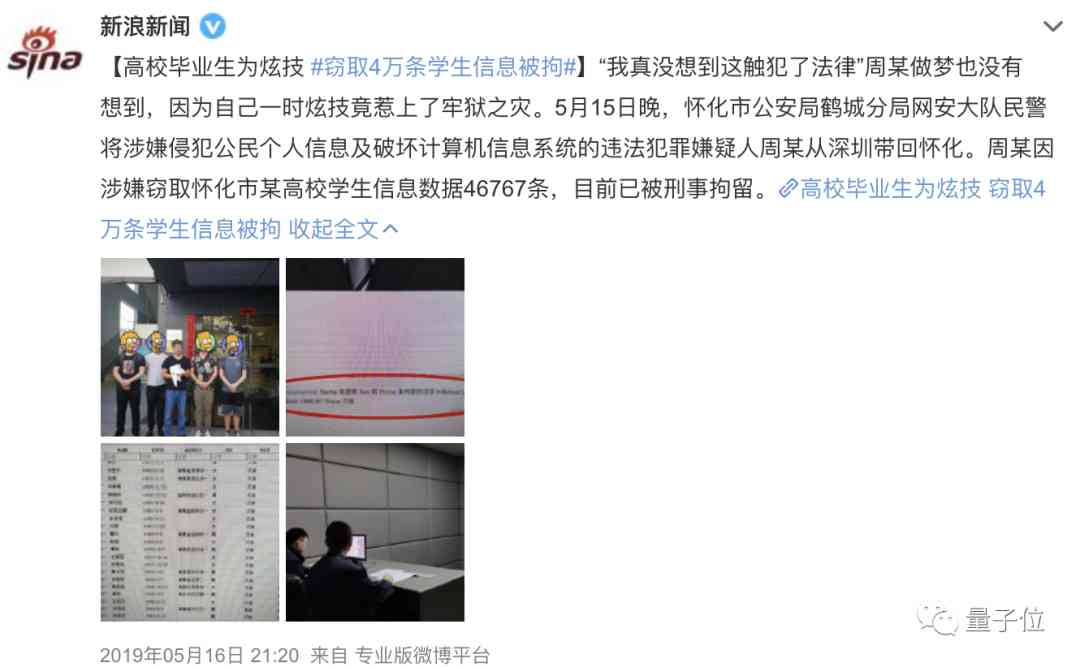 sina
新浪新闻
【高校毕业生为炫技 #窃取4万条学生信息被拘#】“我真没想到这触犯了法律”周某做梦也没有
想到，因为自己一时炫技竟惹上了牢狱之灾。5月15日晚，怀化市公安局鹤城分局网安大队民警
将涉嫌侵犯公民个人信息及破坏计算机信息系统的违法犯罪嫌疑人周某从深圳带回怀化。周某因
涉嫌窃取怀化市某高校学生信息数据46767条，目前已被刑事拘留。高校毕业生为炫技 窃取4
万条学生信息被拘 收起全文
2019年05月16日 21:20 来自 专业版微博平台
量子位